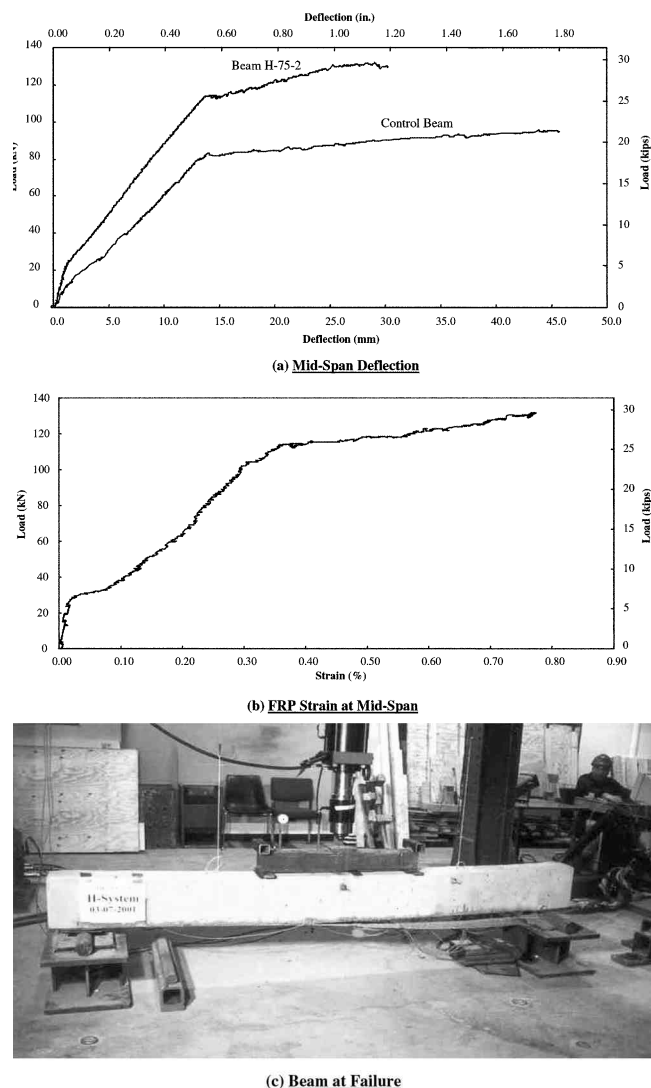 Deflection (in.)
0.00 0.20 0.40 0.60 0.80 1.00 1.20 1.40 1.60 1.80
140
120
100
80
60
40
20
0
30
25
20
15
10
5
0
Load (kips)
Beam H-75-2
Control Beam
0.0 5.0 10.0 15.0 20.0 25.0 30.0 35.0 40.0 45.0 50.0
Deflection (mm)
(a) Mid-Span Deflection
140
120
100
80
60
40
20
0
Load (kN)
30
25
20
15
10
5
0
Load (kips)
0.00 0.10 0.20 0.30 0.40 0.50 0.60 0.70 0.80 0.90
Strain (%)
(b) FRP Strain at Mid-Span
H-System
03-07-2001
(c) Beam at Failure